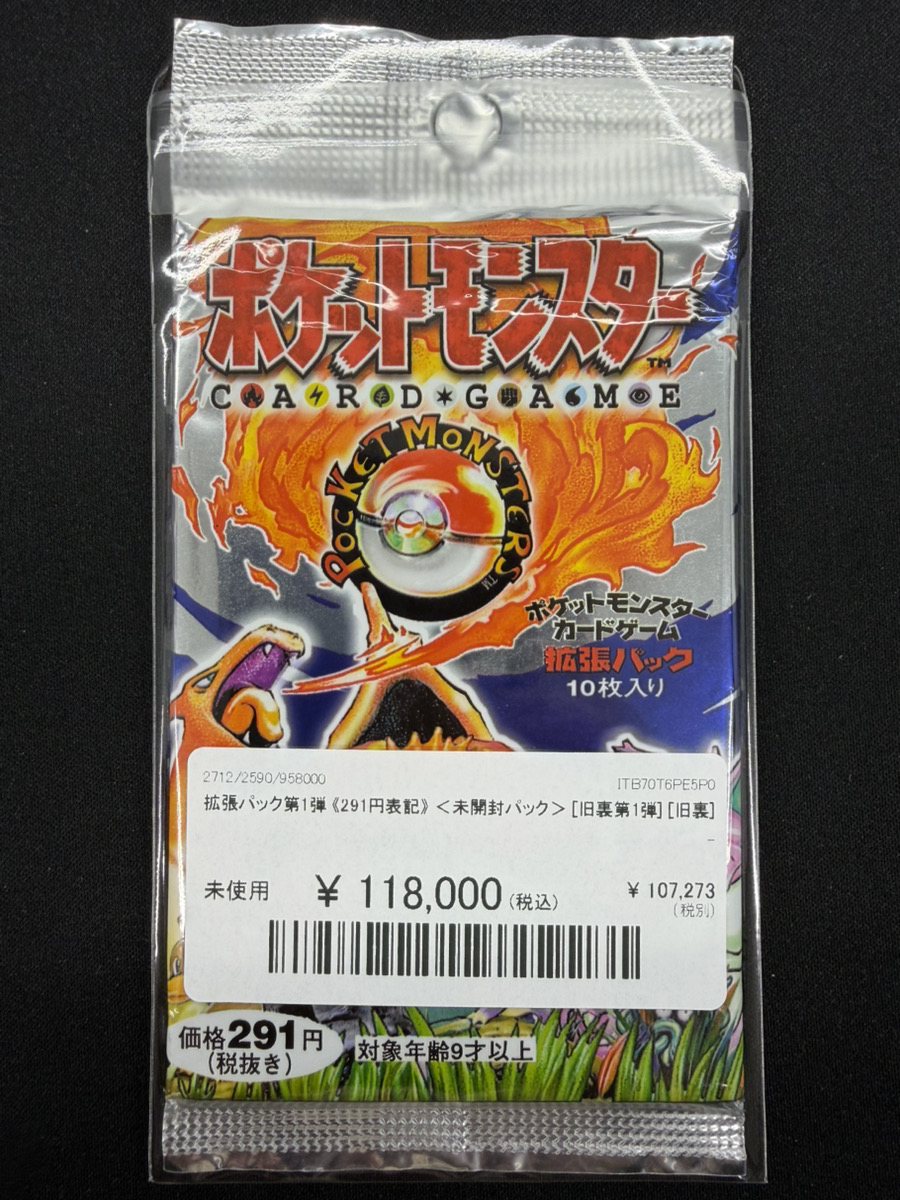 ポケットモンスター™
CARD GAME
POCKET MONSTERS™
ポケットモンスター
カードゲーム
拡張パック
10枚入り
2712/2590/958000
ITB70T6PE5P0
拡張パック第1弾《291円表記》<未開封パック>[旧裏第1弾][旧裏]
-
未使用
¥ 118,000(税込)
¥ 107,273
(税別)
価格291円
(税抜き)
対象年齢9才以上